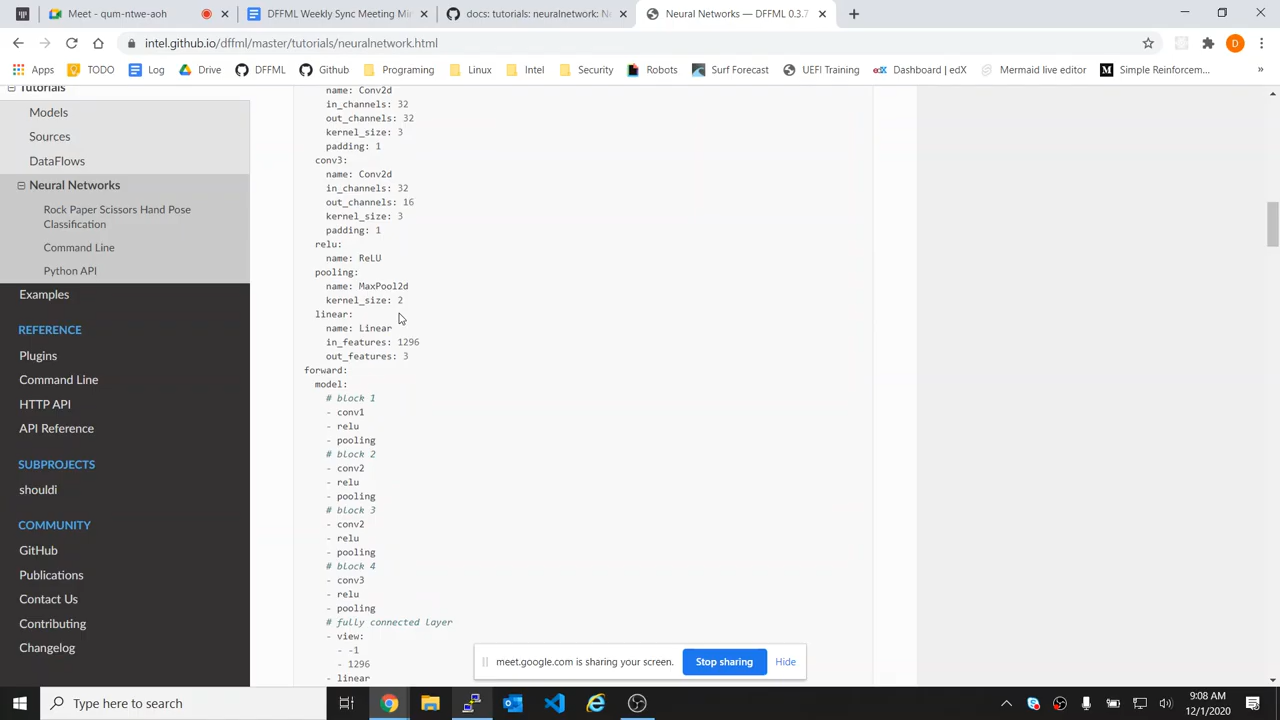 Meet - qum-ntwe-aoh
DFFML Weekly Sync Meeting Mi
docs: tutorials: neuralnetwork: N
Neural Networks — DFFML 0.3.7
intel.github.io/dffml/master/tutorials/neuralnetwork.html
Apps
TODO
Log
Drive
DFFML
Github
Programing
Linux
Intel
Security
Robots
Surf Forecast
UEFI Training
Dashboard | edX
Mermaid live editor
Simple Reinforcem...
»
D
Tutorials
Models
Sources
DataFlows
Neural Networks
Rock Paper Scissors Hand Pose
Classification
Command Line
Python API
Examples
REFERENCE
Plugins
Command Line
HTTP API
API Reference
SUBPROJECTS
shouldi
COMMUNITY
GitHub
Publications
Contact Us
Contributing
Changelog
name: Conv2d
in_channels: 32
out_channels: 32
kernel_size: 3
padding: 1
conv3:
name: Conv2d
in_channels: 32
out_channels: 16
kernel_size: 3
padding: 1
relu:
name: ReLU
pooling:
name: MaxPool2d
kernel_size: 2
linear:
name: Linear
in_features: 1296
out_features: 3
forward:
model:
# block 1
- conv1
- relu
- pooling
# block 2
- conv2
- relu
- pooling
# block 3
- conv2
- relu
- pooling
# block 4
- conv3
- relu
- pooling
# fully connected layer
- view:
- -1
- 1296
- linear
meet.google.com is sharing your screen.
Stop sharing
Hide
Type here to search
9:08 AM
12/1/2020